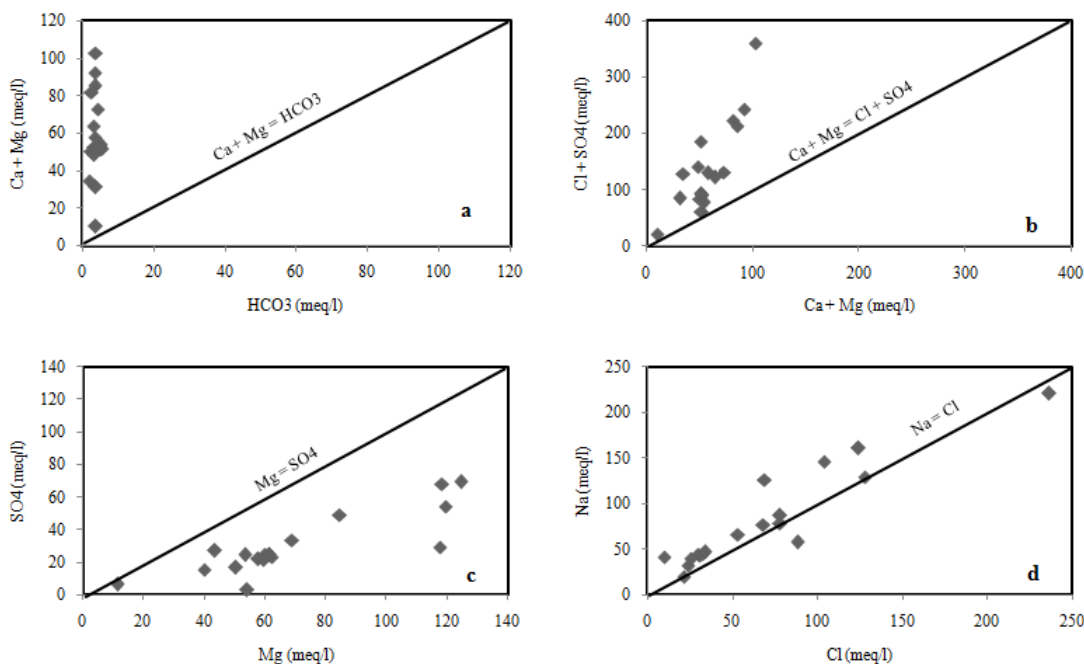 120
100
80
60
40
20
0
Ca + Mg (meq/l)
Ca + Mg = HCO3
a
0 20 40 60 80 100 120
HCO3 (meq/l)
400
300
200
100
0
Cl + SO4 (meq/l)
Ca + Mg = Cl + SO4
b
0 100 200 300 400
Ca + Mg (meq/l)
140
120
100
80
60
40
20
0
SO4 (meq/l)
Mg = SO4
c
0 20 40 60 80 100 120 140
Mg (meq/l)
250
200
150
100
50
0
Na (meq/l)
Na = Cl
d
0 50 100 150 200 250
Cl (meq/l)